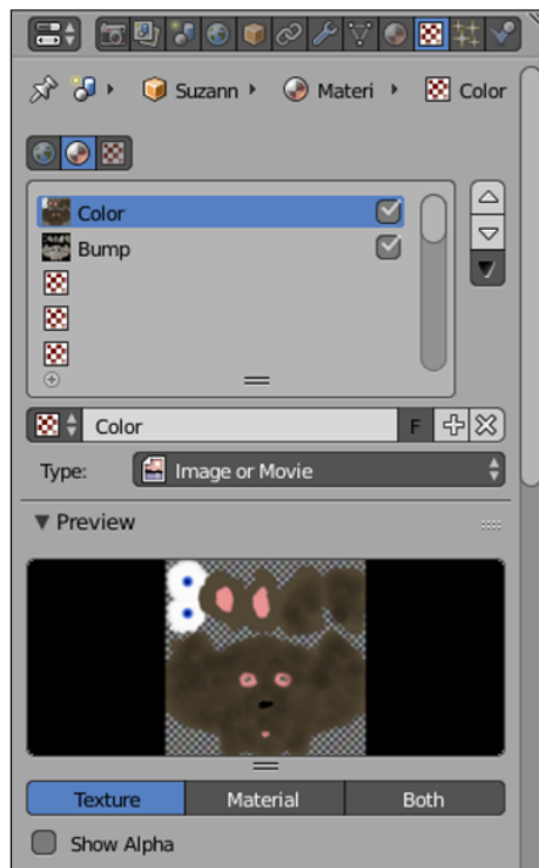 Suzann Materi Color
Color
Bump
Color F
Type: Image or Movie
Preview
Texture Material Both
Show Alpha